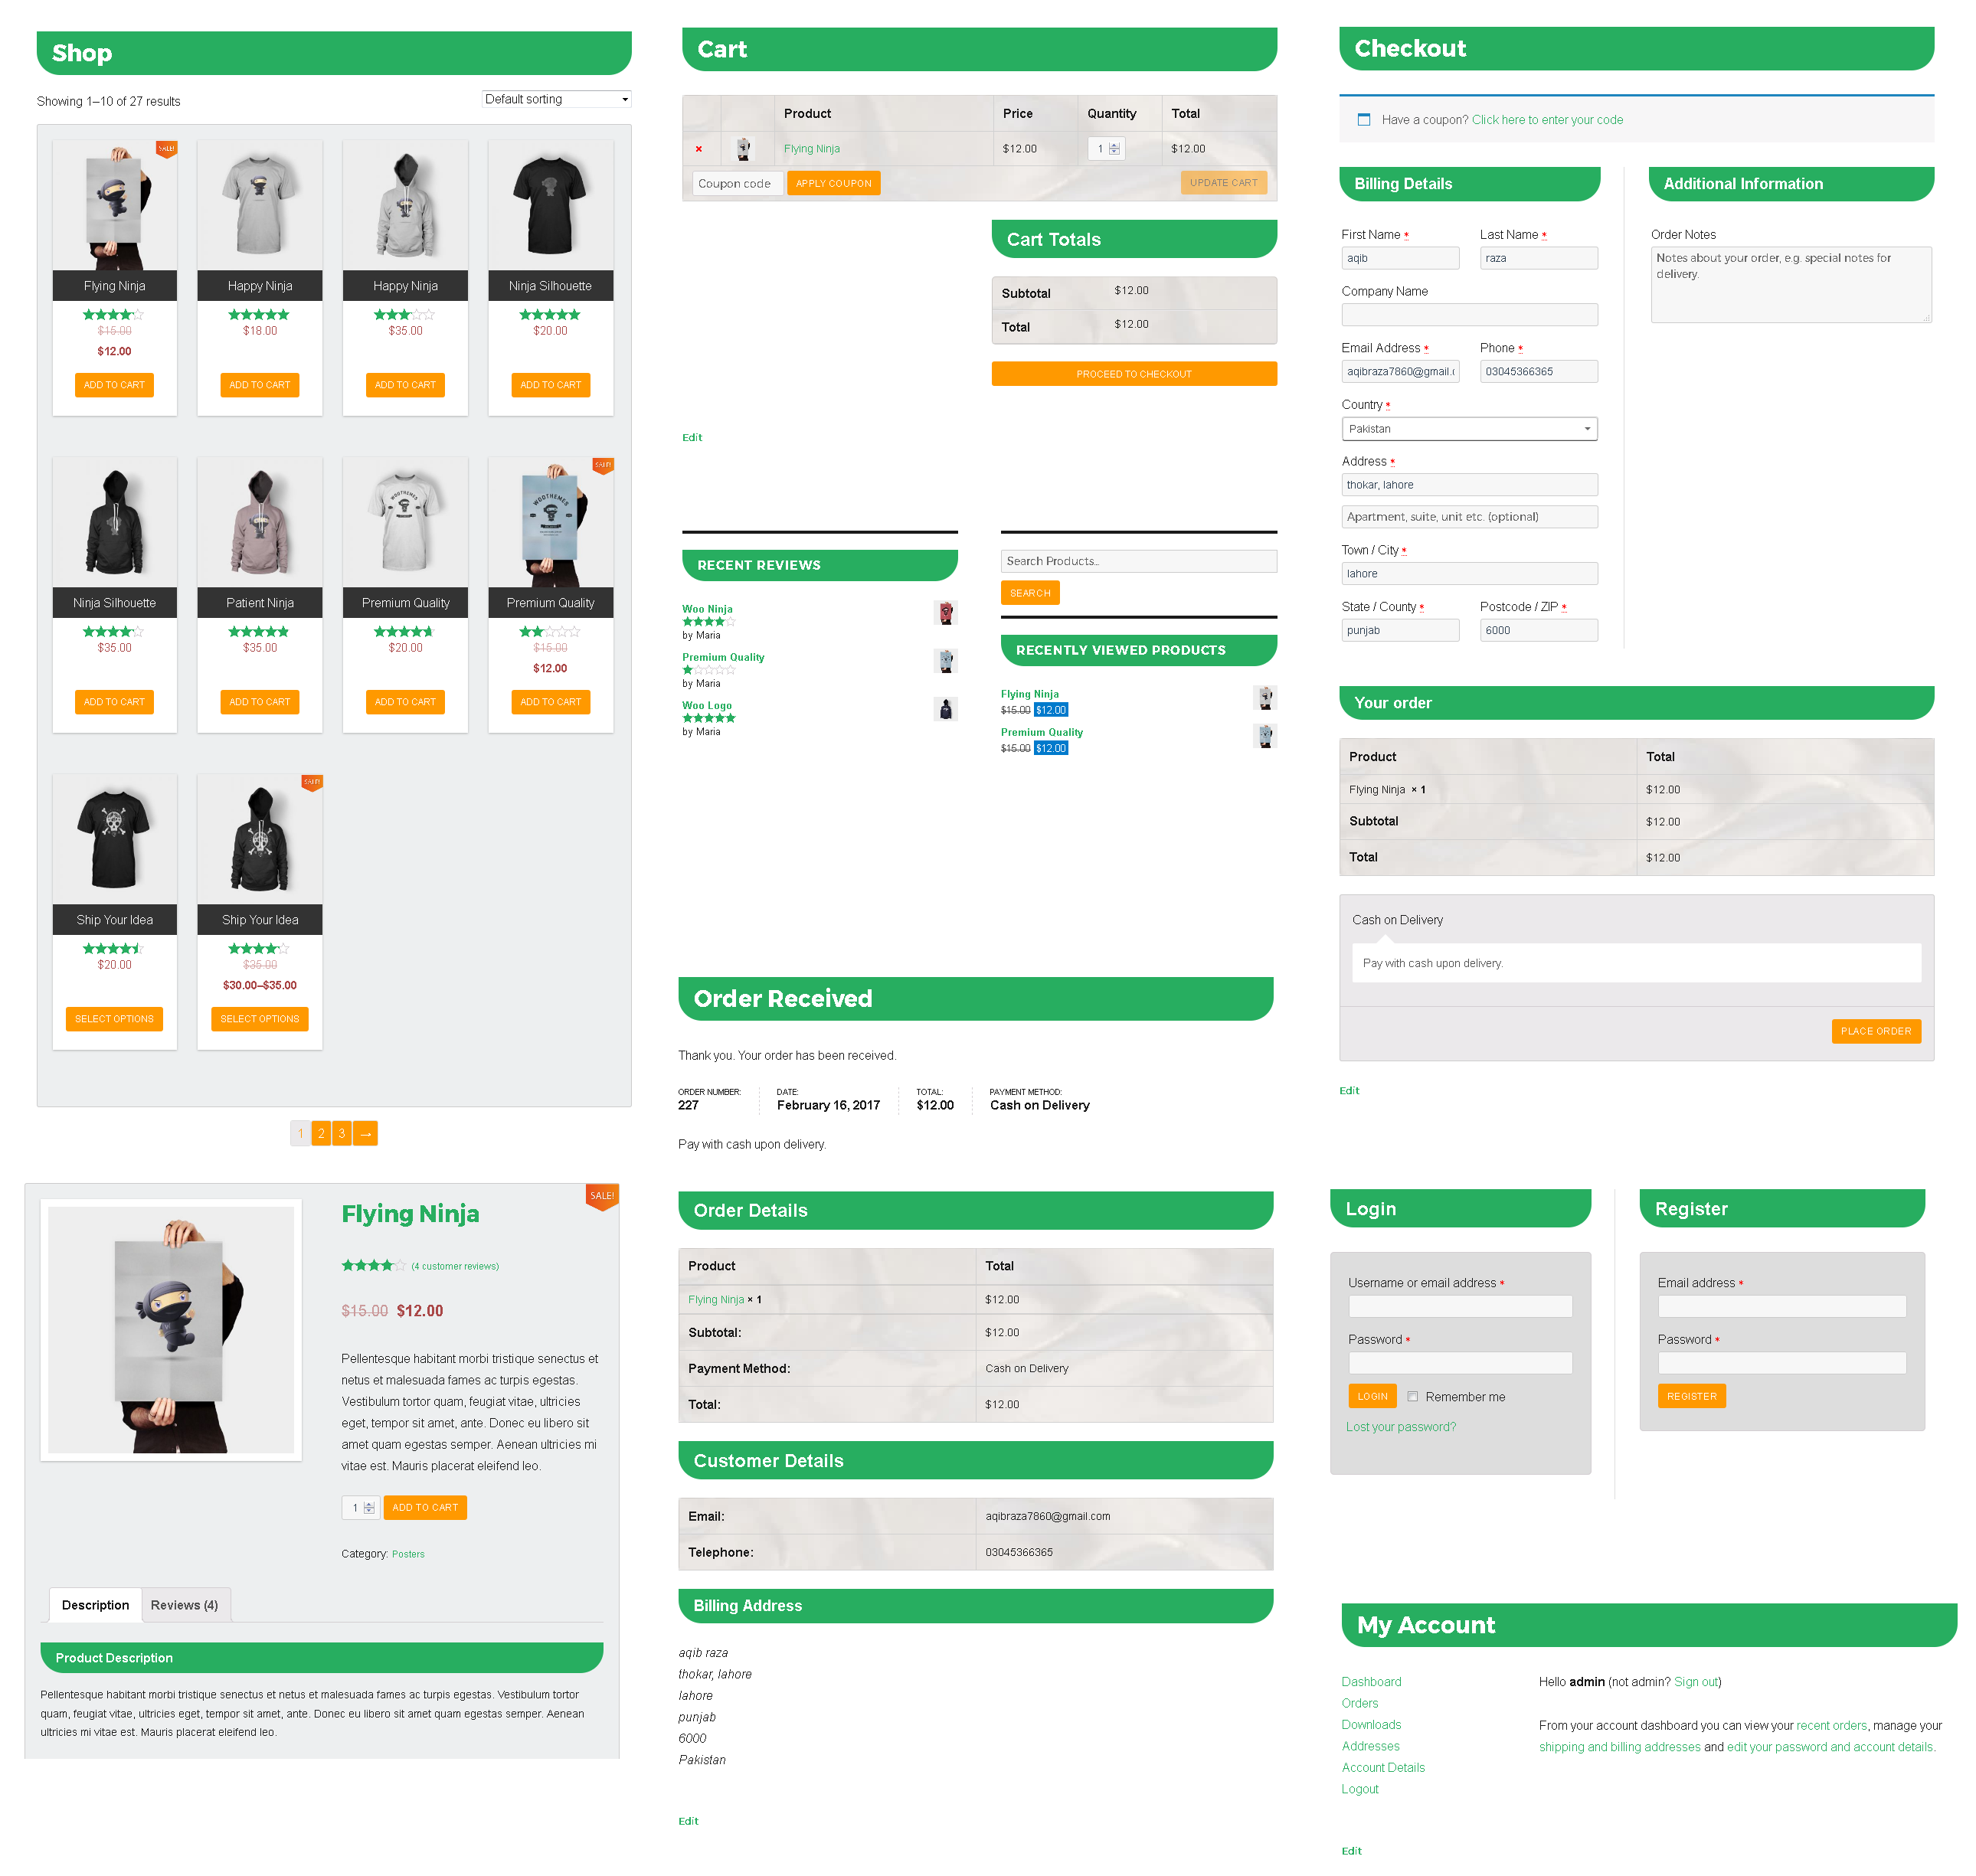 Shop
Showing 1–10 of 27 results
Default sorting
SALE!
Flying Ninja
Happy Ninja
Happy Ninja
Ninja Silhouette
$15.00
$18.00
$35.00
$20.00
$12.00
ADD TO CART
ADD TO CART
ADD TO CART
ADD TO CART
WOOTHEMES
WOOTHEMES
SALE!
Ninja Silhouette
Patient Ninja
Premium Quality
Premium Quality
$35.00
$35.00
$20.00
$15.00
$12.00
ADD TO CART
ADD TO CART
ADD TO CART
ADD TO CART
SALE!
Ship Your Idea
Ship Your Idea
$20.00
$35.00
$30.00–$35.00
SELECT OPTIONS
SELECT OPTIONS
1 2 3 →
SALE!
Flying Ninja
(4 customer reviews)
$15.00 $12.00
Pellentesque habitant morbi tristique senectus et
netus et malesuada fames ac turpis egestas.
Vestibulum tortor quam, feugiat vitae, ultricies
eget, tempor sit amet, ante. Donec eu libero sit
amet quam egestas semper. Aenean ultricies mi
vitae est. Mauris placerat eleifend leo.
1 ADD TO CART
Category: Posters
Description Reviews (4)
Product Description
Pellentesque habitant morbi tristique senectus et netus et malesuada fames ac turpis egestas. Vestibulum tortor
quam, feugiat vitae, ultricies eget, tempor sit amet, ante. Donec eu libero sit amet quam egestas semper. Aenean
ultricies mi vitae est. Mauris placerat eleifend leo.
Cart
Product Price Quantity Total
× Flying Ninja $12.00 1 $12.00
Coupon code APPLY COUPON UPDATE CART
Cart Totals
Subtotal $12.00
Total $12.00
PROCEED TO CHECKOUT
Edit
RECENT REVIEWS
Woo Ninja
by Maria
Premium Quality
by Maria
Woo Logo
by Maria
Search Products…
SEARCH
RECENTLY VIEWED PRODUCTS
Flying Ninja
$15.00 $12.00
Premium Quality
$15.00 $12.00
Order Received
Thank you. Your order has been received.
ORDER NUMBER: DATE: TOTAL: PAYMENT METHOD:
227 February 16, 2017 $12.00 Cash on Delivery
Pay with cash upon delivery.
Order Details
Product Total
Flying Ninja × 1 $12.00
Subtotal: $12.00
Payment Method: Cash on Delivery
Total: $12.00
Customer Details
Email: aqibraza7860@gmail.com
Telephone: 03045366365
Billing Address
aqib raza
thokar, lahore
lahore
punjab
6000
Pakistan
Edit
Checkout
Have a coupon? Click here to enter your code
Billing Details
First Name * Last Name *
aqib raza
Company Name
Email Address * Phone *
aqibraza7860@gmail. 03045366365
Country *
Pakistan
Address *
thokar, lahore
Apartment, suite, unit etc. (optional)
Town / City *
lahore
State / County * Postcode / ZIP *
punjab 6000
Additional Information
Order Notes
Notes about your order, e.g. special notes for
delivery.
Your order
Product Total
Flying Ninja × 1 $12.00
Subtotal $12.00
Total $12.00
Cash on Delivery
Pay with cash upon delivery.
PLACE ORDER
Edit
Login
Username or email address *
Password *
LOGIN Remember me
Lost your password?
Register
Email address *
Password *
REGISTER
My Account
Dashboard
Orders
Downloads
Addresses
Account Details
Logout
Hello admin (not admin? Sign out)
From your account dashboard you can view your recent orders, manage your
shipping and billing addresses and edit your password and account details.
Edit